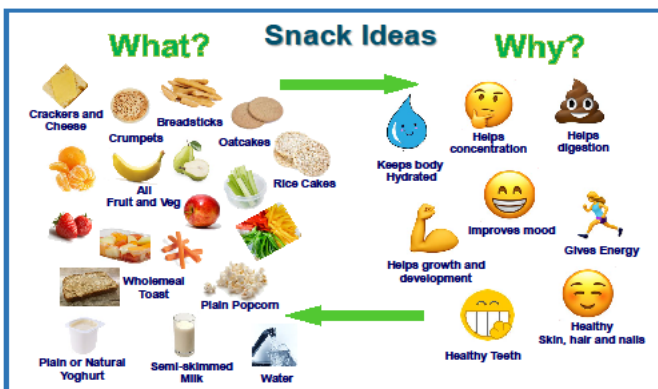 What?
Snack Ideas
Why?
Crackers and
Cheese
Crumpets
Breadsticks
Oatcakes
Rice Cakes
All
Fruit and Veg
Wholemeal
Toast
Plain Popcorn
Plain or Natural
Yoghurt
Semi-skimmed
Milk
Water
Keeps body
Hydrated
Helps
concentration
Helps
digestion
Improves mood
Gives Energy
Helps growth and
development
Healthy Teeth
Healthy
Skin, hair and nails